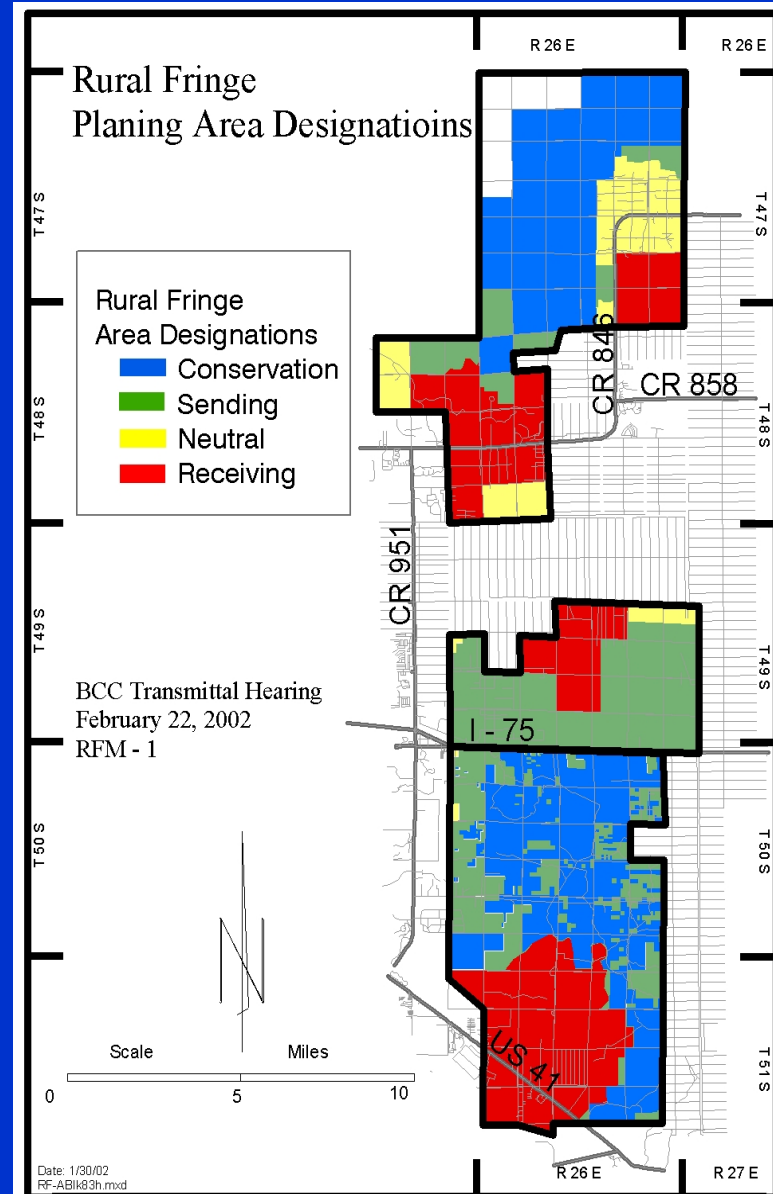 R 26 E
R 26 E
Rural Fringe
Planing Area Designatioins
T 47 S
T 47 S
Rural Fringe
Area Designations
Conservation
Sending
Neutral
Receiving
CR 846
CR 858
T 48 S
T 48 S
CR 951
T 49 S
T 49 S
BCC Transmittal Hearing
February 22, 2002
RFM - 1
I - 75
T 50 S
T 50 S
US 41
Scale
Miles
0
5
10
T 51 S
R 26 E
R 27 E
Date: 1/30/02
RF-ABlk83h.mxd